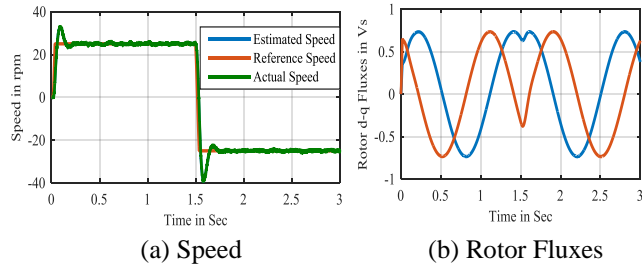 40
20
0
-20
-40
Speed in rpm
Estimated Speed
Reference Speed
Actual Speed
0 0.5 1 1.5 2 2.5 3
Time in Sec
(a) Speed
1
0.5
0
-0.5
-1
Rotor d-q Fluxes in Vs
0 0.5 1 1.5 2 2.5 3
Time in Sec
(b) Rotor Fluxes